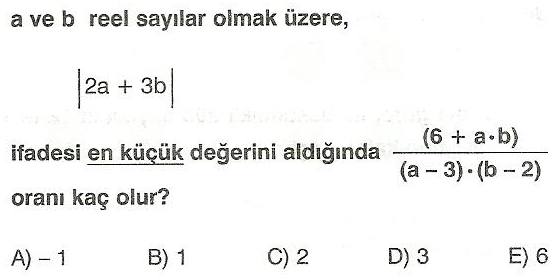 a ve b reel sayılar olmak üzere,
|2a + 3b|
ifadesi en küçük değerini aldığında (6 + a·b) / (a – 3)·(b – 2)
oranı kaç olur?
A) – 1 B) 1 C) 2 D) 3 E) 6